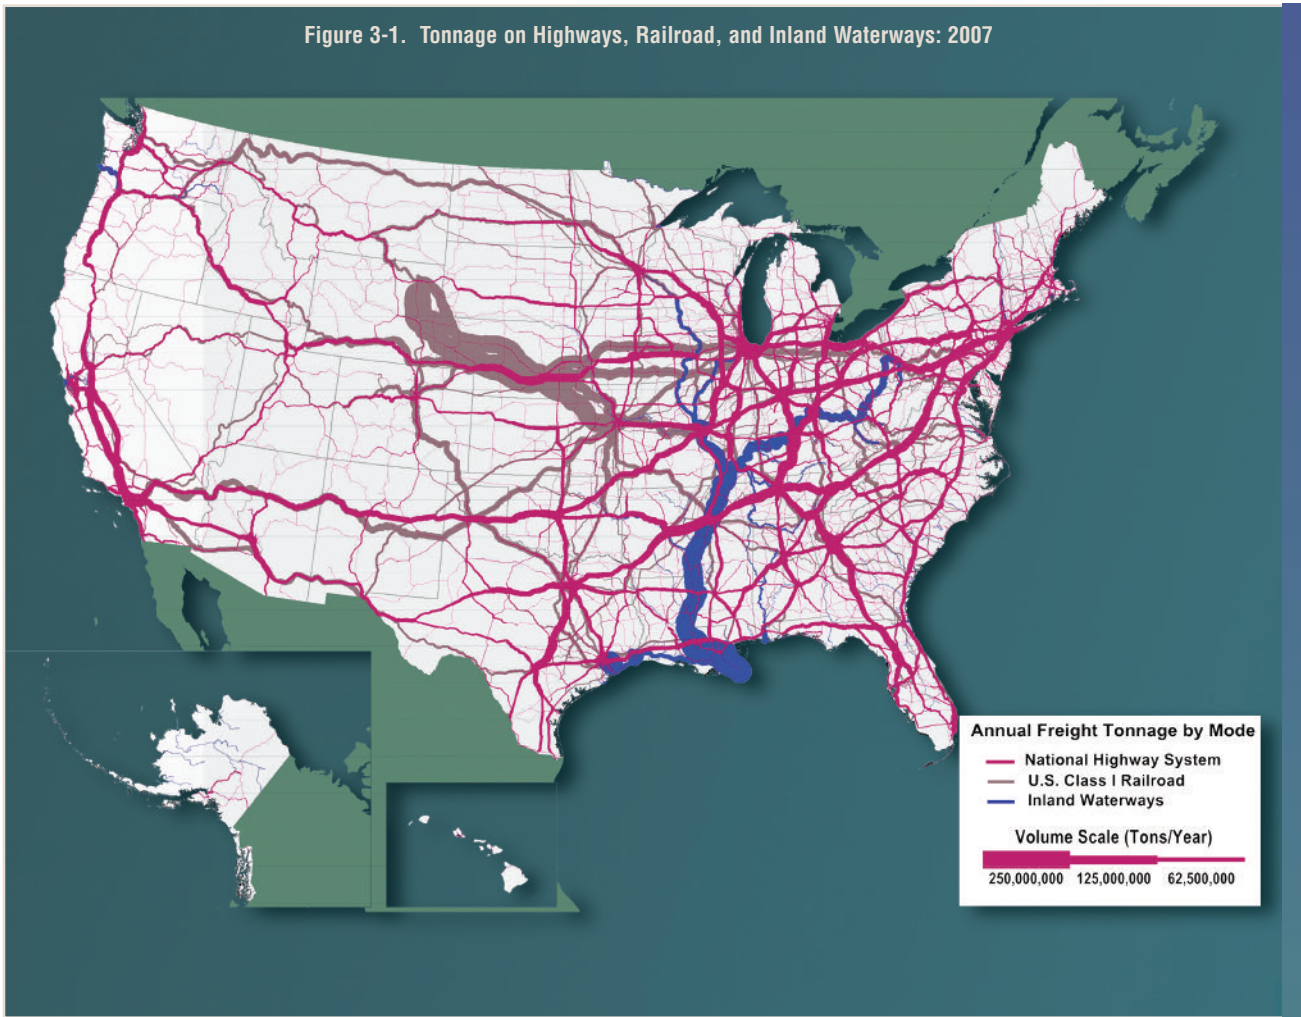 Figure 3-1. Tonnage on Highways, Railroad, and Inland Waterways: 2007
Annual Freight Tonnage by Mode
National Highway System
U.S. Class I Railroad
Inland Waterways
Volume Scale (Tons/Year)
250,000,000 125,000,000 62,500,000